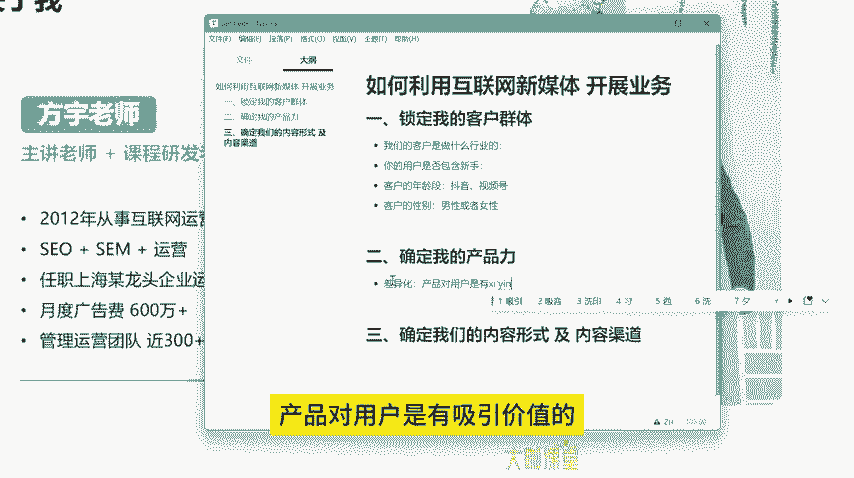 方宇老师
主讲老师 + 课程研发
• 2012年从事互联网运营
• SEO + SEM + 运营
• 任职上海某龙头企业运
• 月度广告费 600万+
• 管理运营团队 近300+
文件(F) 编辑(E) 段落(P) 格式(O) 视图(V) 主题(T) 帮助(H)
文件 大纲
如何利用互联网新媒体 开展业务
一、锁定我的客户群体
二、确定我的产品力
三、确定我们的内容形式 及
内容渠道
如何利用互联网新媒体 开展业务
一、锁定我的客户群体
• 我们的客户是做什么行业的:
• 你的用户是否包含新手:
• 客户的年龄段: 抖音、视频号
• 客户的性别: 男性或者女性
二、确定我的产品力
• 差异化: 产品对用户是有xi'yin
1 吸引 2 吸音 3 洗印 4 习 5 系 6 洗 7 夕
三、确定我们的内容形式 及 内容渠道
产品对用户是有吸引价值的